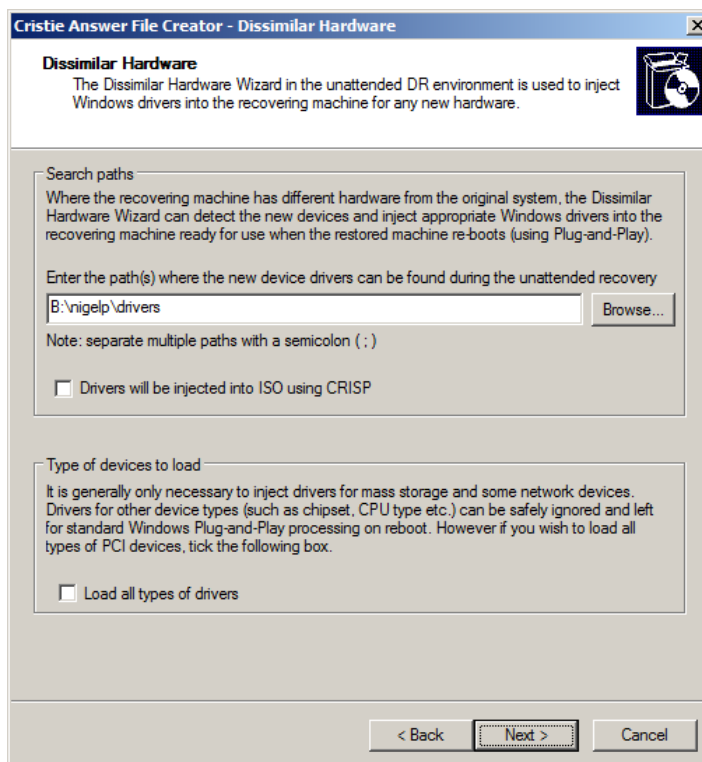 Cristie Answer File Creator - Dissimilar Hardware
Dissimilar Hardware
The Dissimilar Hardware Wizard in the unattended DR environment is used to inject
Windows drivers into the recovering machine for any new hardware.
Search paths
Where the recovering machine has different hardware from the original system, the Dissimilar
Hardware Wizard can detect the new devices and inject appropriate Windows drivers into the
recovering machine ready for use when the restored machine re-boots (using Plug-and-Play).
Enter the path(s) where the new device drivers can be found during the unattended recovery
B:\nigelp\drivers
Browse...
Note: separate multiple paths with a semicolon ( ; )
Drivers will be injected into ISO using CRISP
Type of devices to load
It is generally only necessary to inject drivers for mass storage and some network devices.
Drivers for other device types (such as chipset, CPU type etc.) can be safely ignored and left
for standard Windows Plug-and-Play processing on reboot. However if you wish to load all
types of PCI devices, tick the following box.
Load all types of drivers
< Back
Next >
Cancel